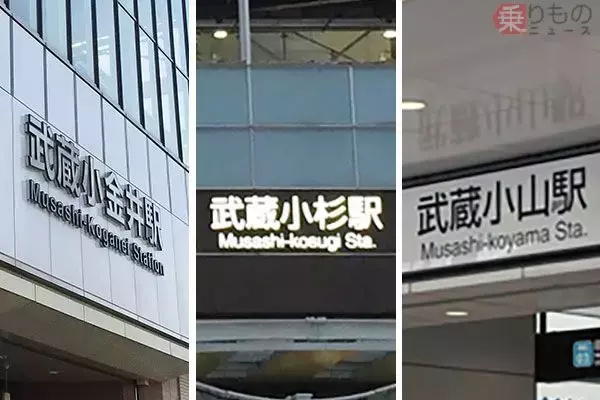 武蔵小金井駅
Musashi-Koganei Station
武蔵小杉駅
Musashi-kosugi Sta.
乗りもの
ニュース
武蔵小山駅
Musashi-koyama Sta.